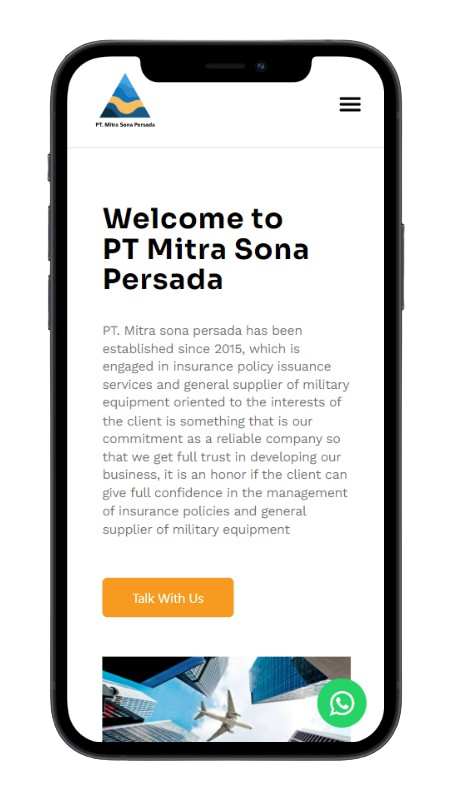 PT. Mitra Sona Persada
Welcome to
PT Mitra Sona
Persada
PT. Mitra sona persada has been
established since 2015, which is
engaged in insurance policy issuance
services and general supplier of military
equipment oriented to the interests of
the client is something that is our
commitment as a reliable company so
that we get full trust in developing our
business, it is an honor if the client can
give full confidence in the management
of insurance policies and general
supplier of military equipment
Talk With Us